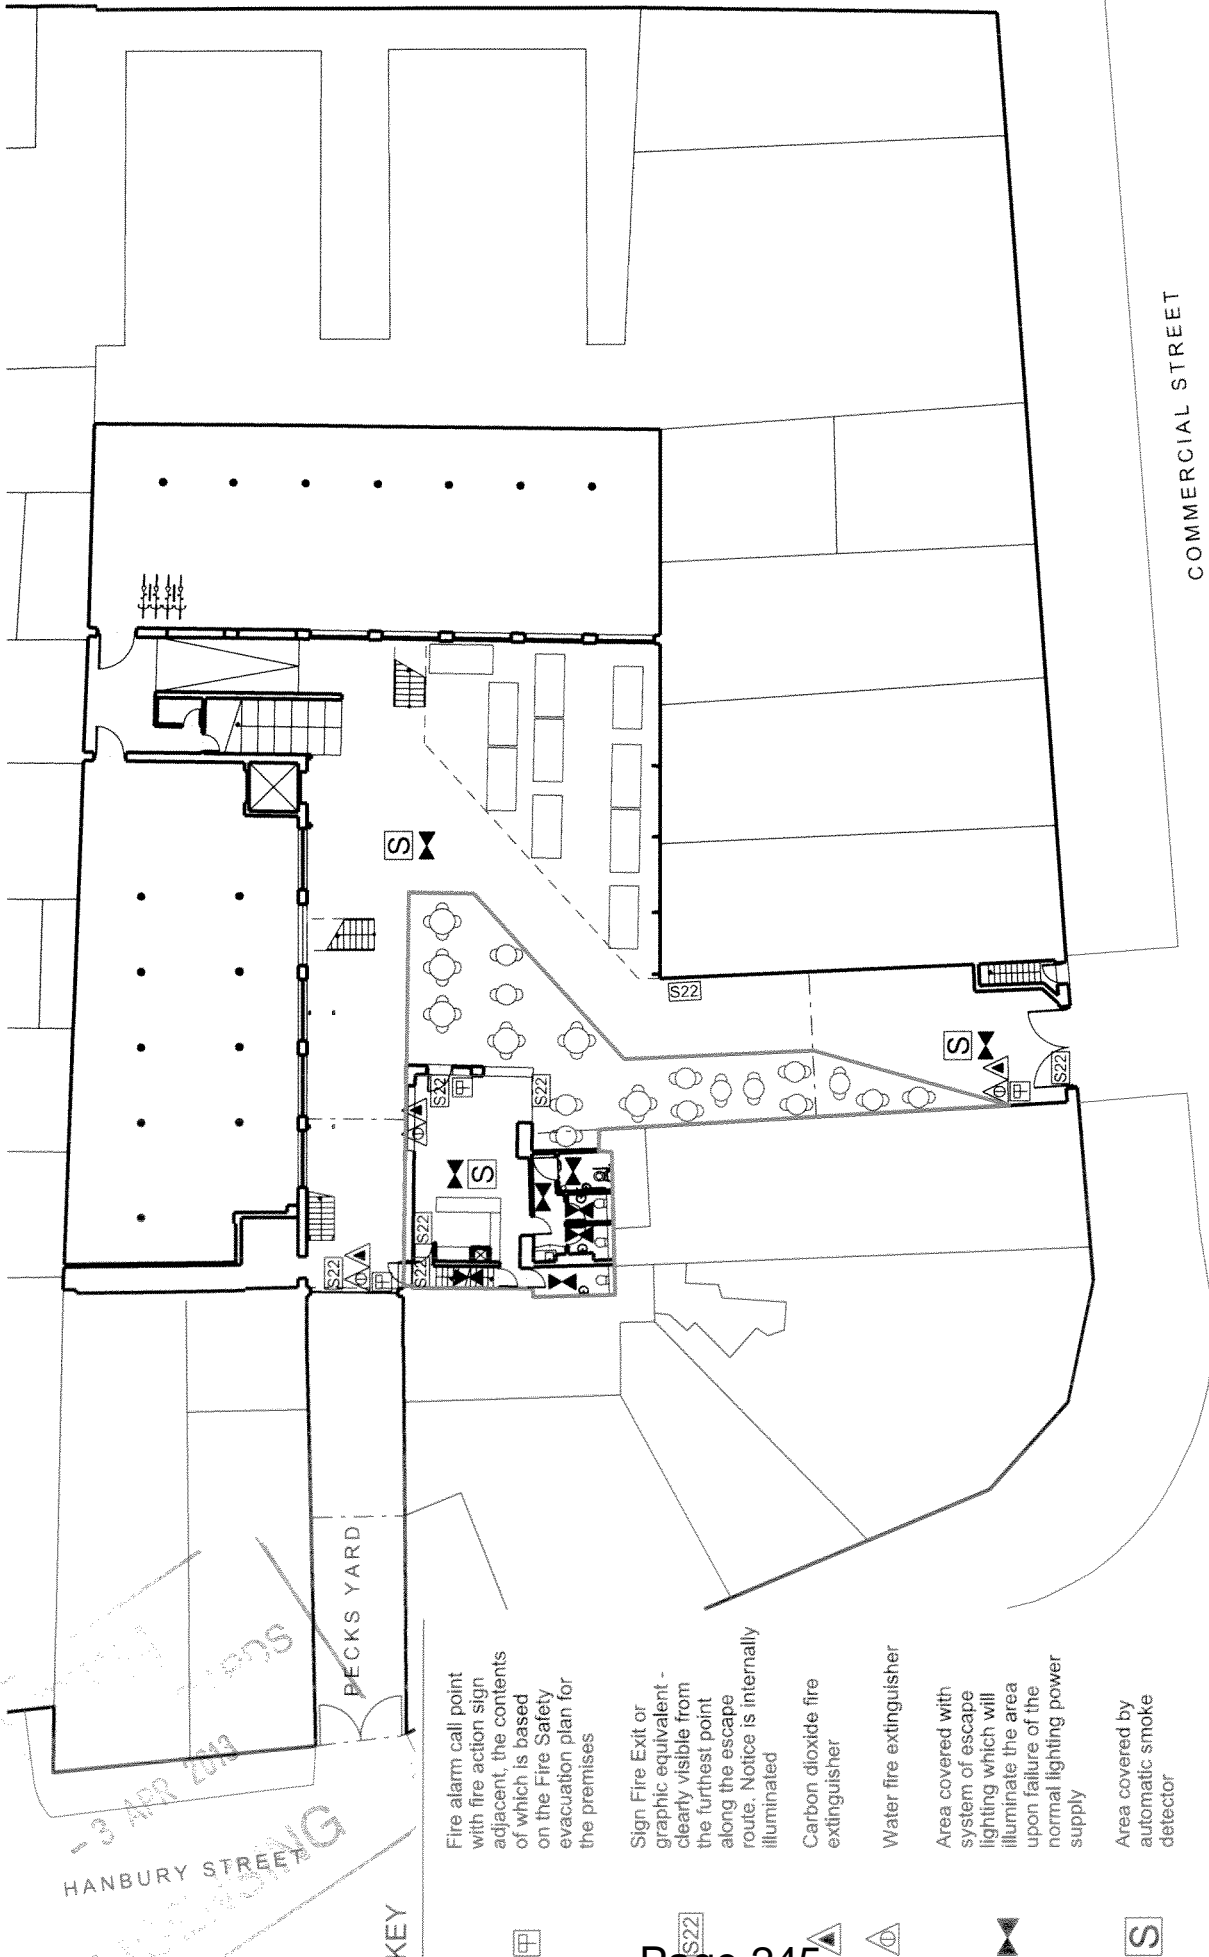 COMMERCIAL STREET
S
S22
S
S22
S22
S22
S
S22
S22
S22
PECKS YARD
- 3 APR 2013
HANBURY STREET
KEY
Fire alarm call point
with fire action sign
adjacent, the contents
of which is based
on the Fire Safety
evacuation plan for
the premises
S22
Sign Fire Exit or
graphic equivalent -
clearly visible from
the furthest point
along the escape
route. Notice is internally
illuminated
Carbon dioxide fire
extinguisher
Water fire extinguisher
Area covered with
system of escape
lighting which will
illuminate the area
upon failure of the
normal lighting power
supply
S
Area covered by
automatic smoke
detector
Page 245